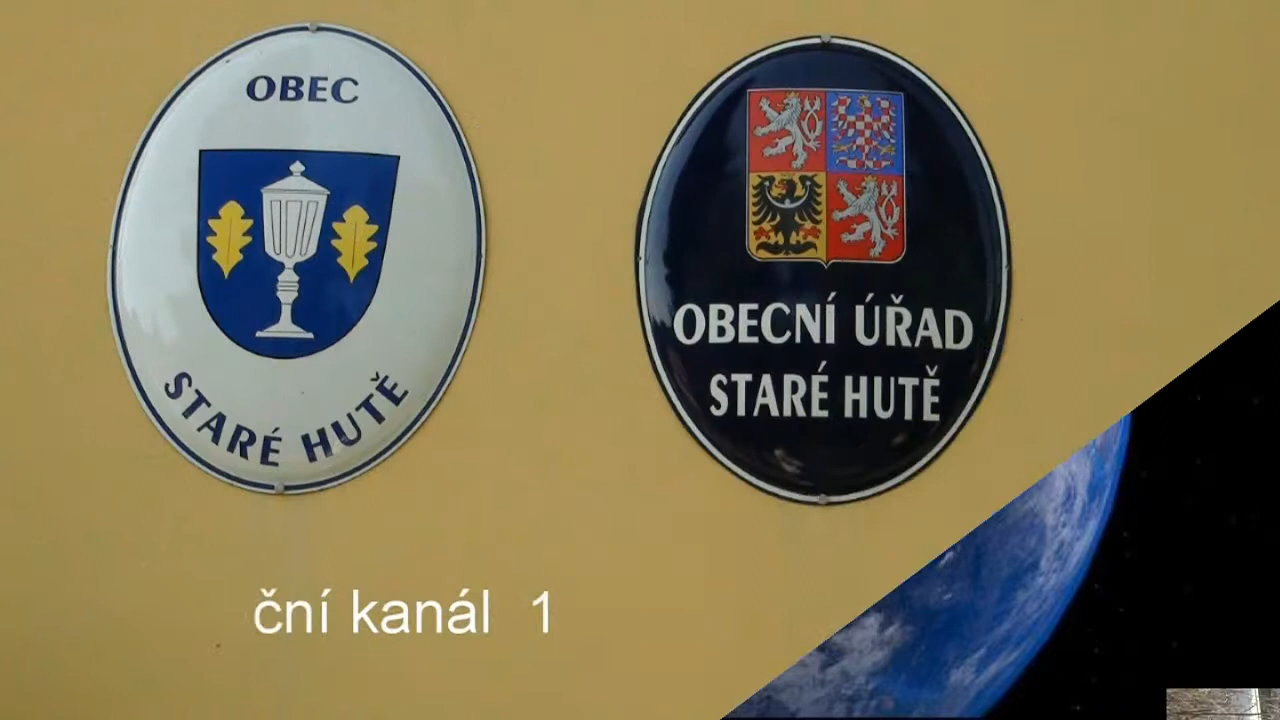 OBEC
STARÉ HUTĚ
OBECNÍ ÚŘAD
STARÉ HUTĚ
ční kanál 1